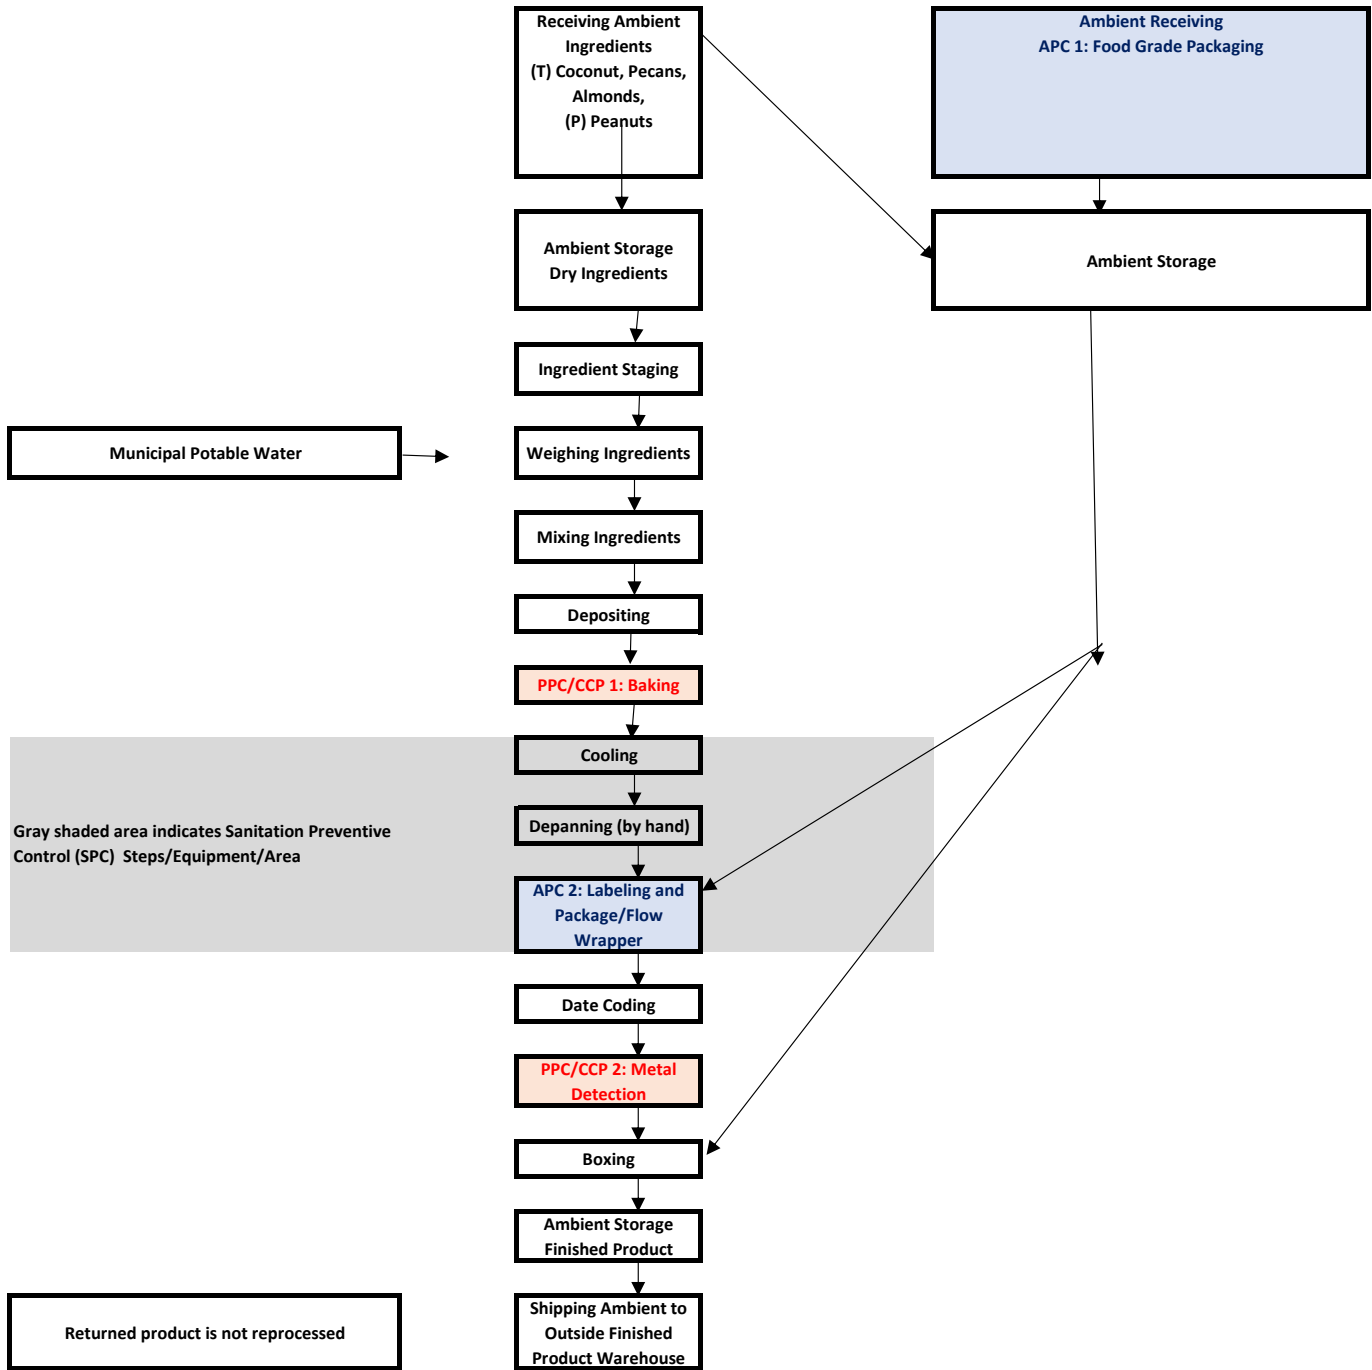 Receiving Ambient
Ingredients
(T) Coconut, Pecans,
Almonds,
(P) Peanuts
Ambient Receiving
APC 1: Food Grade Packaging
Ambient Storage
Dry Ingredients
Ambient Storage
Ingredient Staging
Municipal Potable Water
Weighing Ingredients
Mixing Ingredients
Depositing
PPC/CCP 1: Baking
Cooling
Gray shaded area indicates Sanitation Preventive
Control (SPC) Steps/Equipment/Area
Depanning (by hand)
APC 2: Labeling and
Package/Flow
Wrapper
Date Coding
PPC/CCP 2: Metal
Detection
Boxing
Ambient Storage
Finished Product
Returned product is not reprocessed
Shipping Ambient to
Outside Finished
Product Warehouse